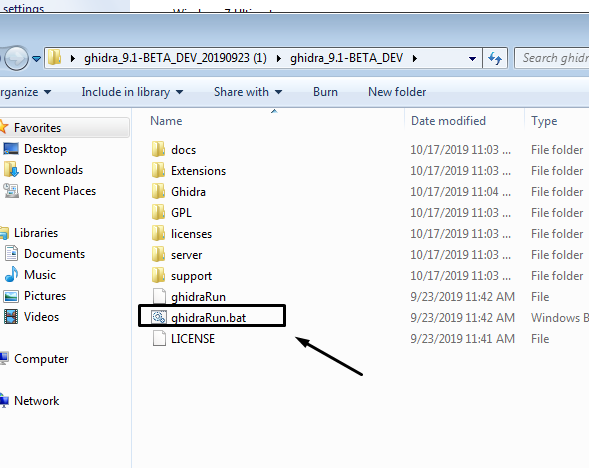 settings
ghidra_9.1-BETA_DEV_20190923 (1) ghidra_9.1-BETA_DEV Search ghidr
rganize Include in library Share with Burn New folder
Name Date modified Type
Favorites
Desktop
Downloads
Recent Places
Libraries
Documents
Music
Pictures
Videos
Computer
Network
docs 10/17/2019 11:03 ... File folder
Extensions 10/17/2019 11:03 ... File folder
Ghidra 10/17/2019 11:04 ... File folder
GPL 10/17/2019 11:03 ... File folder
licenses 10/17/2019 11:03 ... File folder
server 10/17/2019 11:03 ... File folder
support 10/17/2019 11:03 ... File folder
ghidraRun 9/23/2019 11:42 AM File
ghidraRun.bat 9/23/2019 11:42 AM Windows B
LICENSE 9/23/2019 11:41 AM File